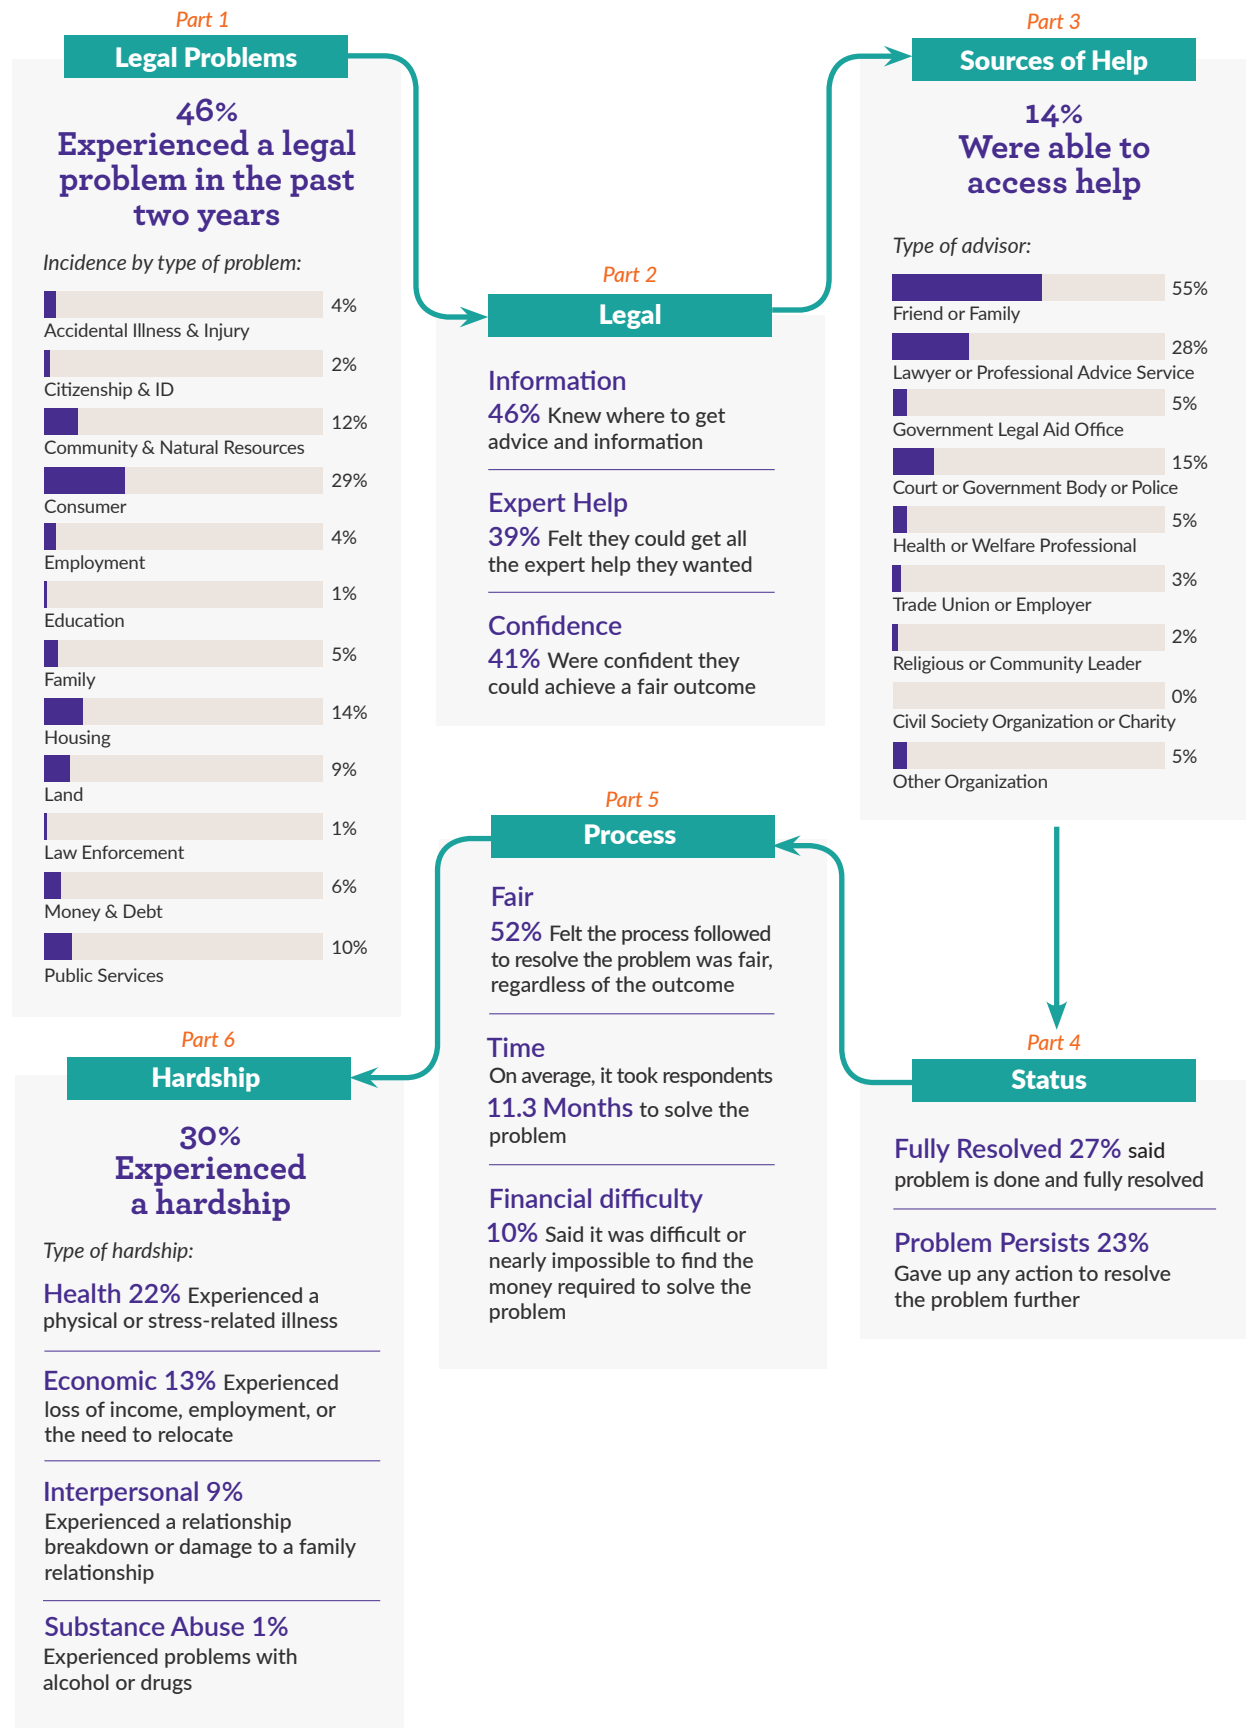 Part 1
Legal Problems
46%
Experienced a legal
problem in the past
two years
Incidence by type of problem:
4%
Accidental Illness & Injury
2%
Citizenship & ID
12%
Community & Natural Resources
29%
Consumer
4%
Employment
1%
Education
5%
Family
14%
Housing
9%
Land
1%
Law Enforcement
6%
Money & Debt
10%
Public Services
Part 2
Legal
Information
46% Knew where to get
advice and information
Expert Help
39% Felt they could get all
the expert help they wanted
Confidence
41% Were confident they
could achieve a fair outcome
Part 3
Sources of Help
14%
Were able to
access help
Type of advisor:
55%
Friend or Family
28%
Lawyer or Professional Advice Service
5%
Government Legal Aid Office
15%
Court or Government Body or Police
5%
Health or Welfare Professional
3%
Trade Union or Employer
2%
Religious or Community Leader
0%
Civil Society Organization or Charity
5%
Other Organization
Part 4
Status
Fully Resolved 27% said
problem is done and fully resolved
Problem Persists 23%
Gave up any action to resolve
the problem further
Part 5
Process
Fair
52% Felt the process followed
to resolve the problem was fair,
regardless of the outcome
Time
On average, it took respondents
11.3 Months to solve the
problem
Financial difficulty
10% Said it was difficult or
nearly impossible to find the
money required to solve the
problem
Part 6
Hardship
30%
Experienced
a hardship
Type of hardship:
Health 22% Experienced a
physical or stress-related illness
Economic 13% Experienced
loss of income, employment, or
the need to relocate
Interpersonal 9%
Experienced a relationship
breakdown or damage to a family
relationship
Substance Abuse 1%
Experienced problems with
alcohol or drugs